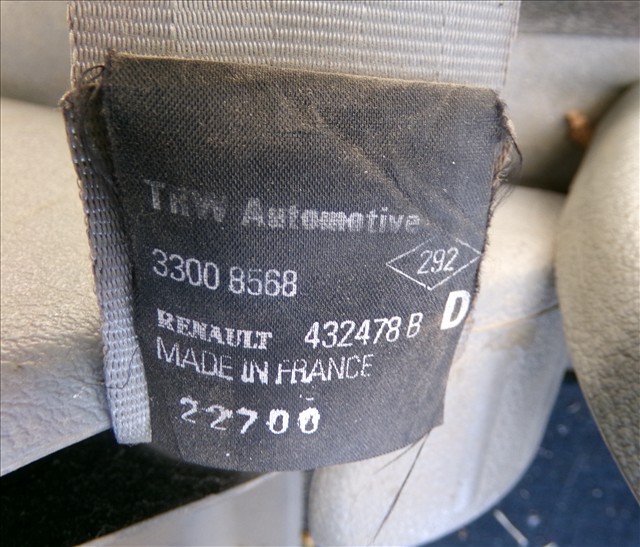 TRW Automotive
3300 8568
292
RENAULT 432478 B D
MADE IN FRANCE
22700